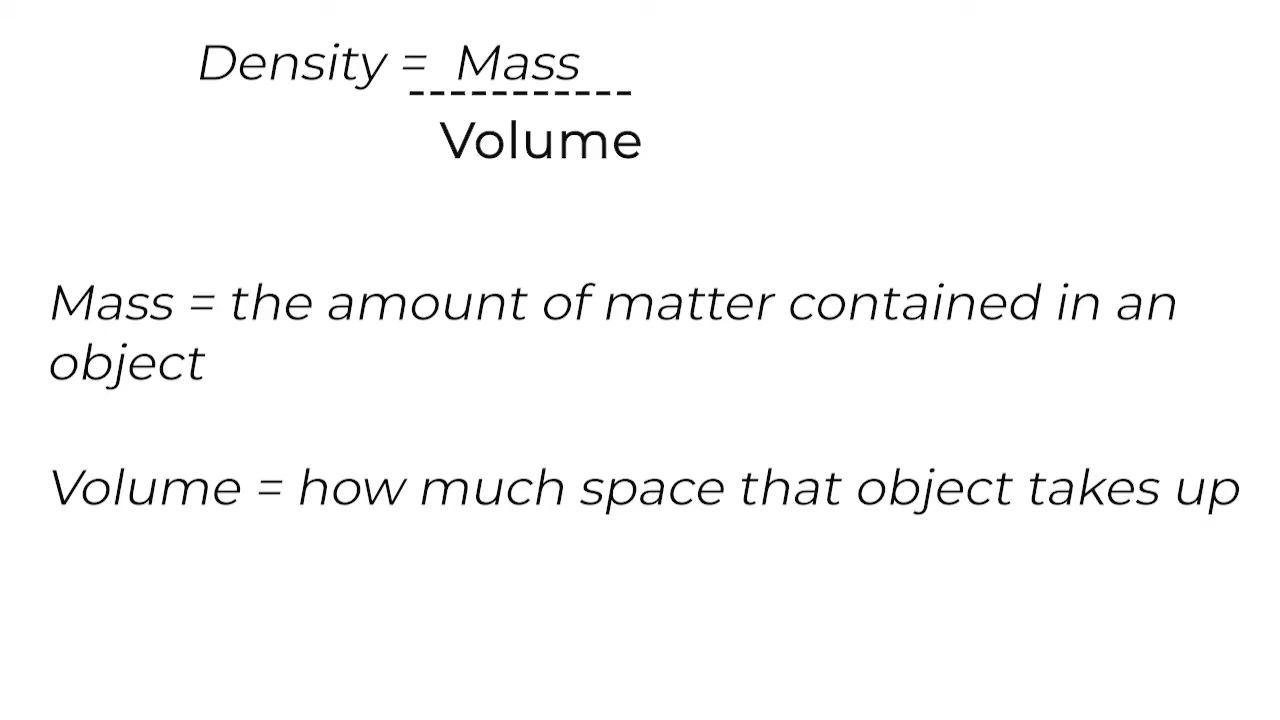 Density = Mass
-----------
Volume
Mass = the amount of matter contained in an
object
Volume = how much space that object takes up